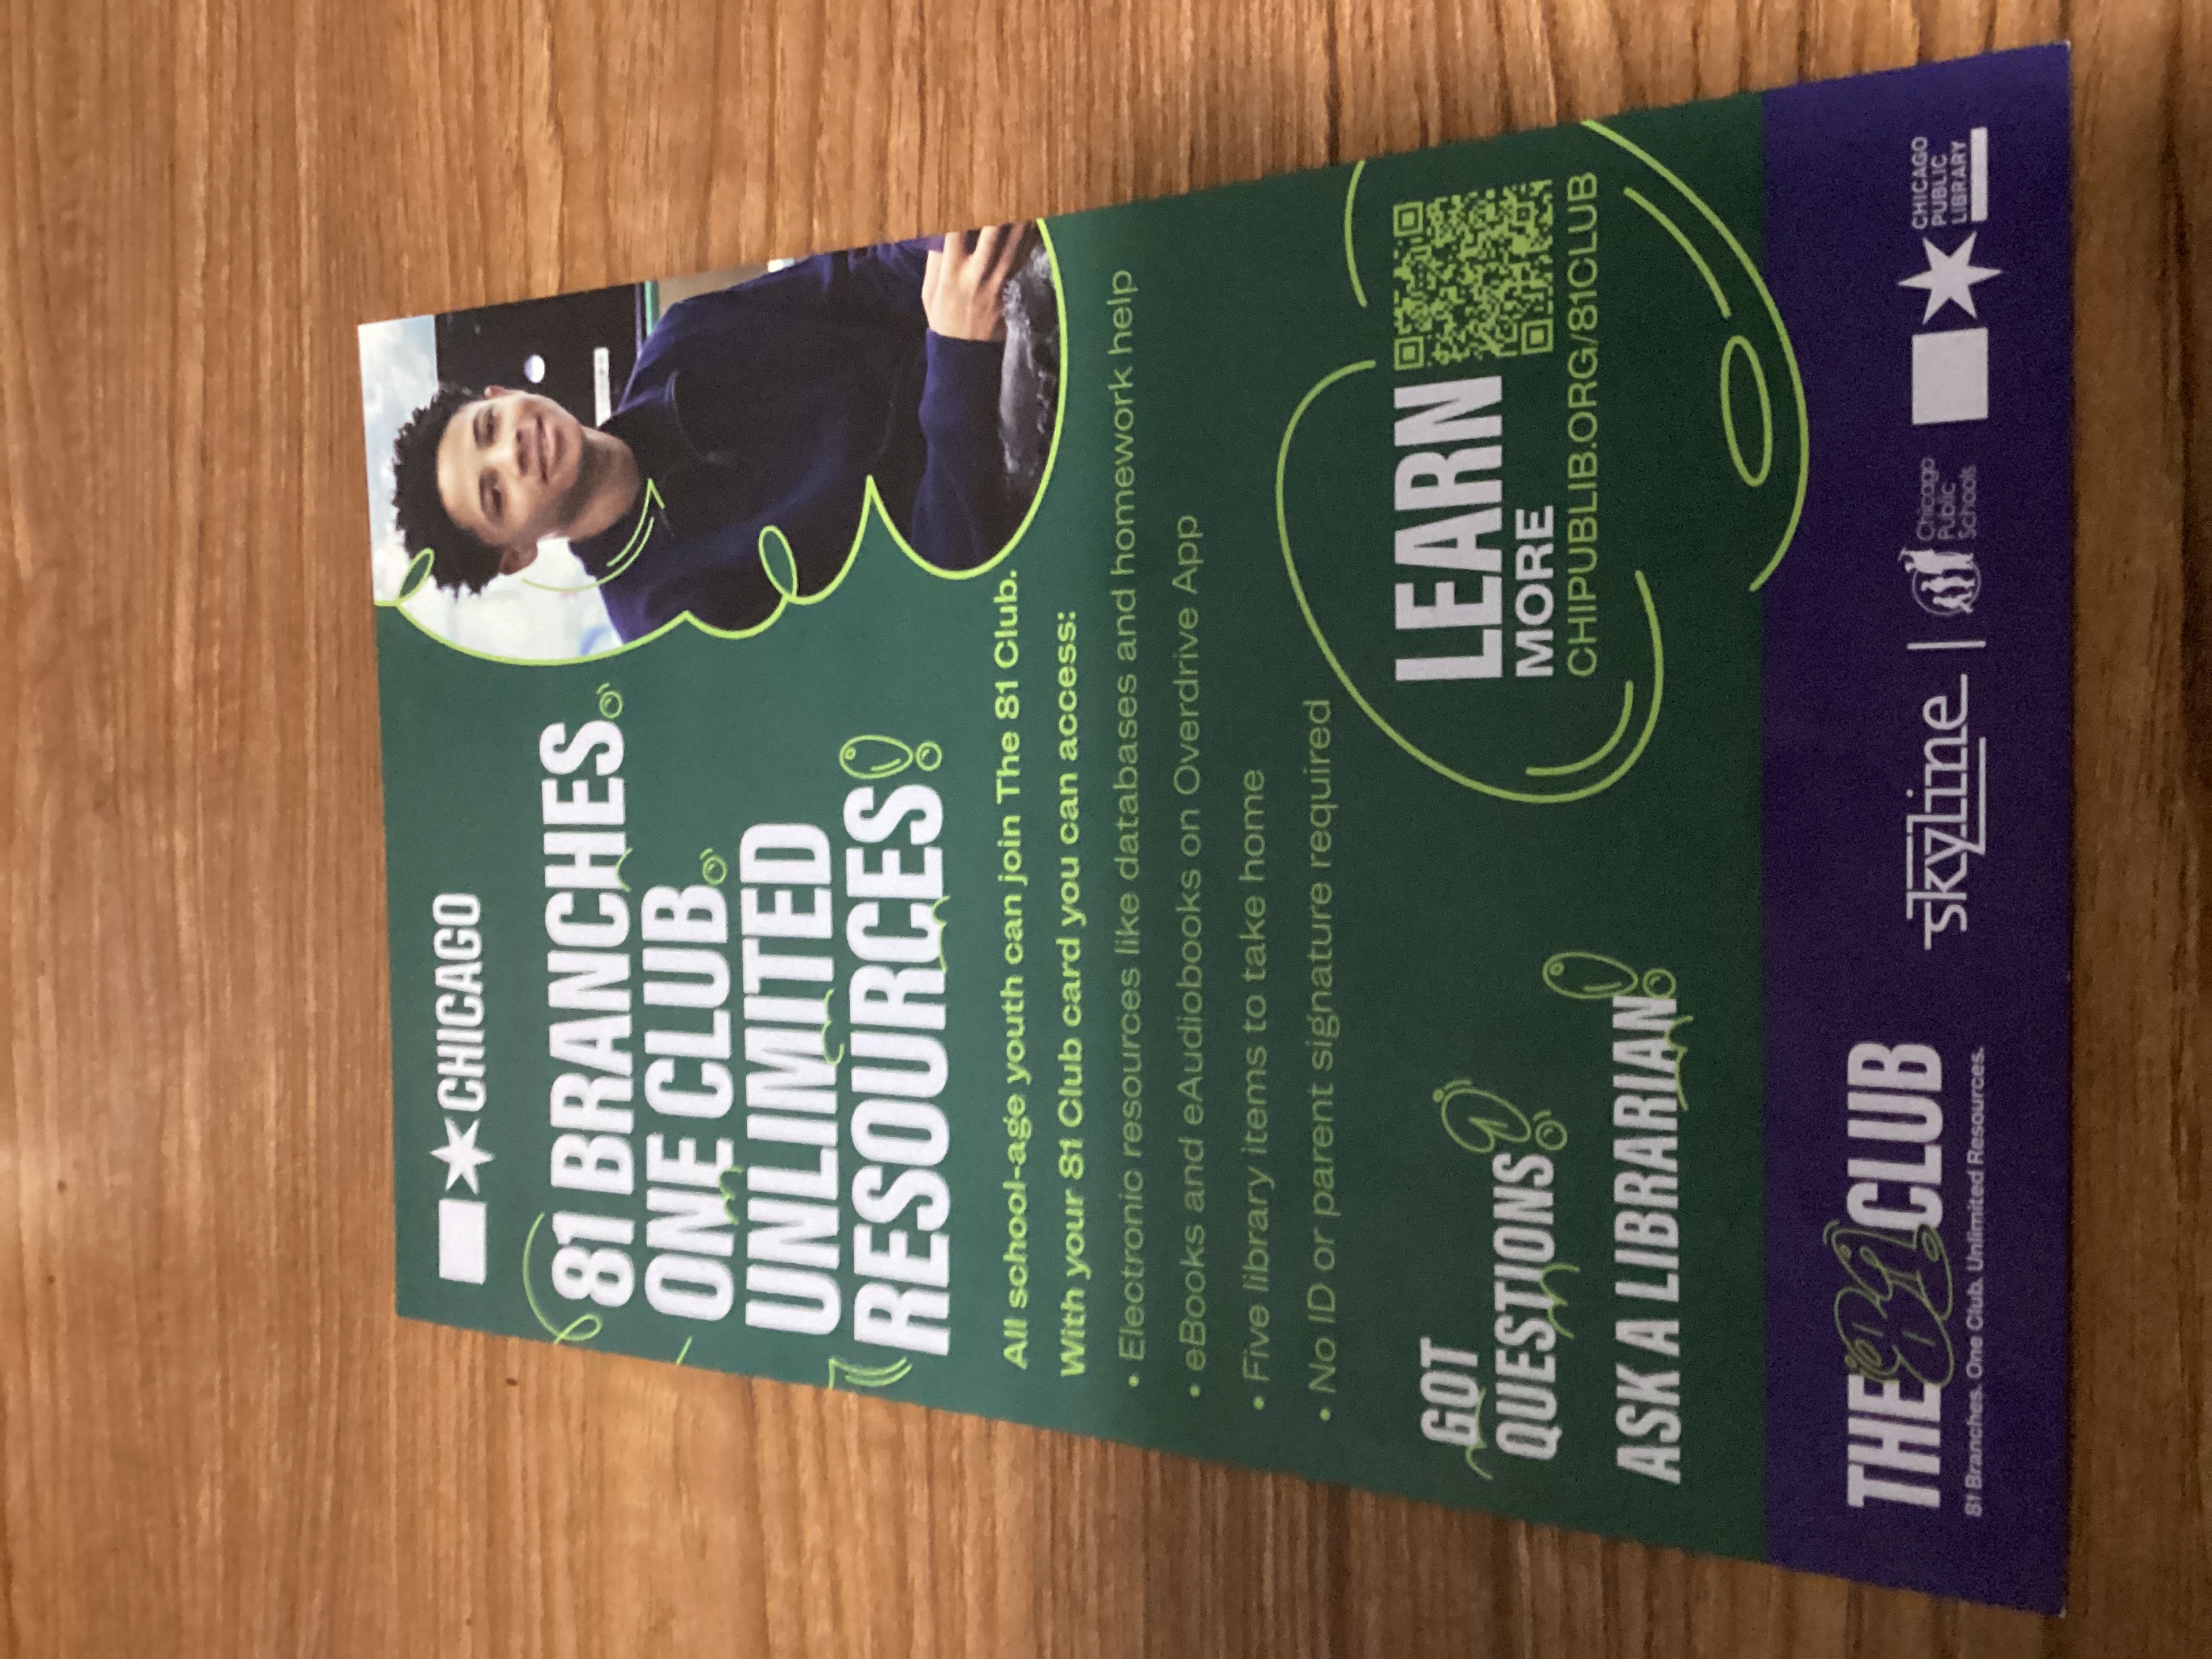 CHICAGO
81 BRANCHES.
ONE CLUB.
UNLIMITED
RESOURCES!
All school-age youth can join The 81 Club.
With your 81 Club card you can access:
• Electronic resources like databases and homework help
• eBooks and eAudiobooks on Overdrive App
• Five library items to take home
• No ID or parent signature required
GOT
QUESTIONS?
ASK A LIBRARIAN!
LEARN
MORE
CHIPUBLIB.ORG/81CLUB
THE 81 CLUB
81 Branches. One Club. Unlimited Resources.
skyline
Chicago
Public
Schools
CHICAGO
PUBLIC
LIBRARY